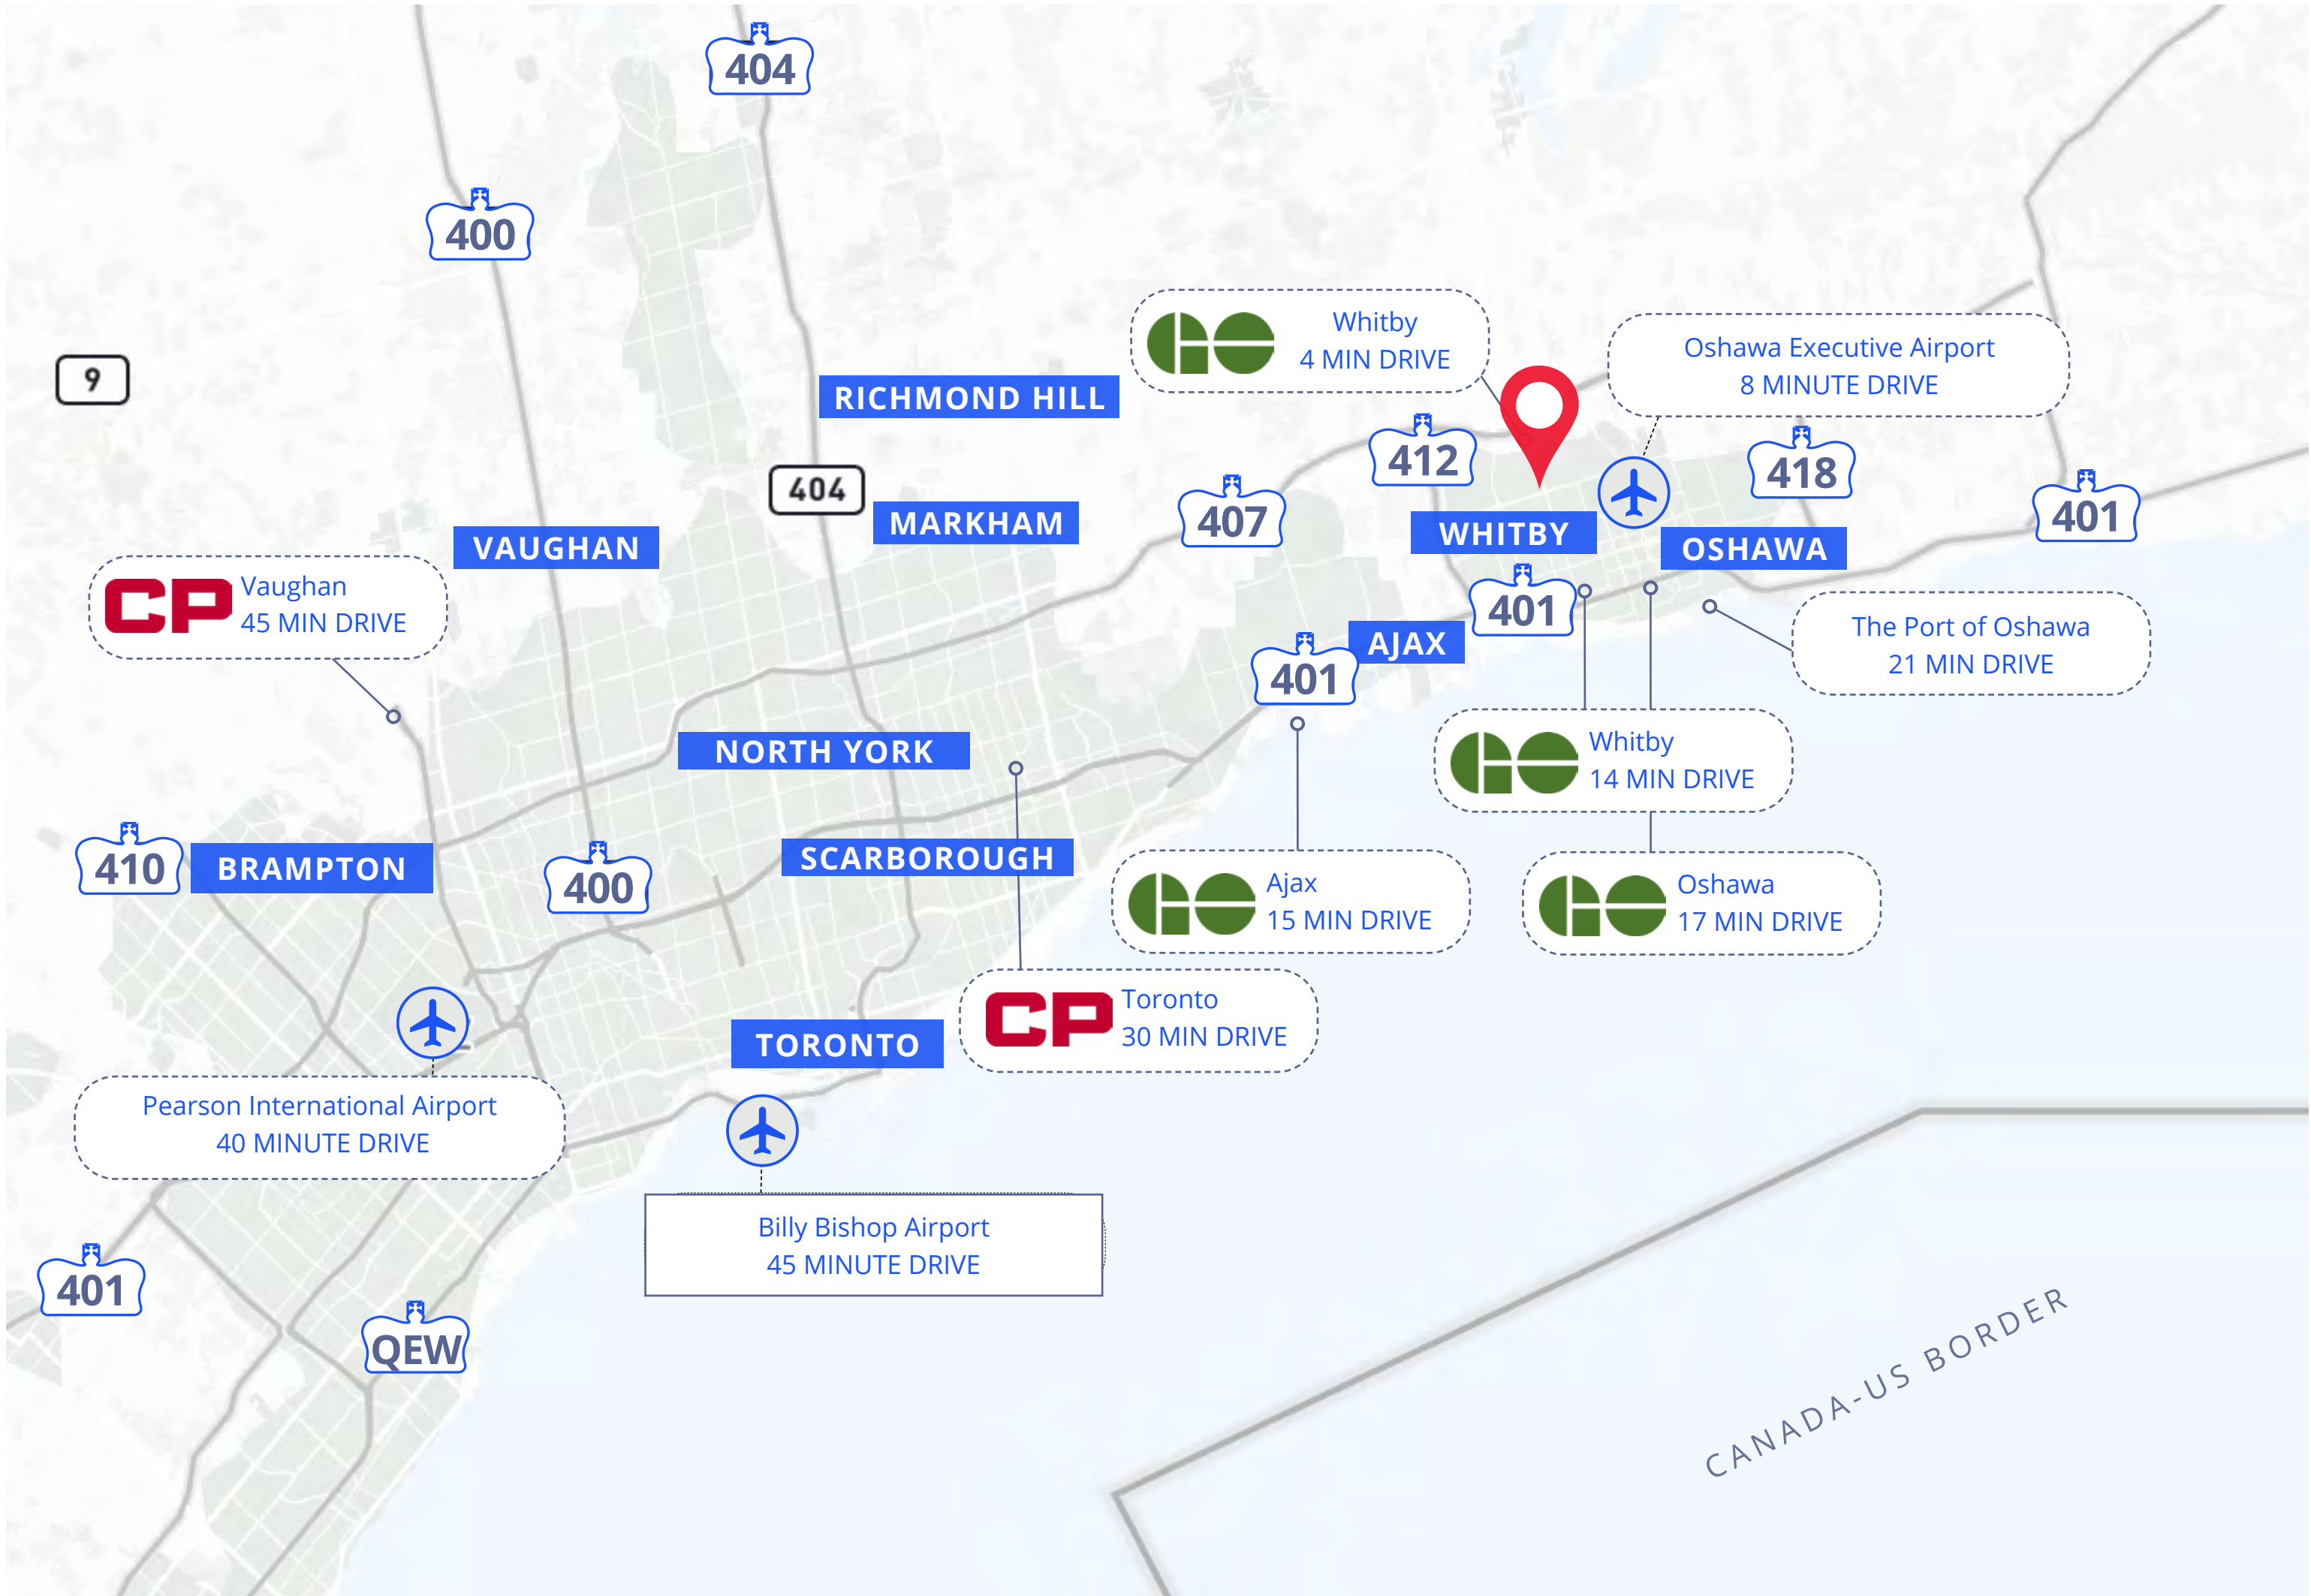 404
400
9
Whitby
4 MIN DRIVE
Oshawa Executive Airport
8 MINUTE DRIVE
RICHMOND HILL
412
418
404
407
401
MARKHAM
WHITBY
VAUGHAN
OSHAWA
CP
Vaughan
45 MIN DRIVE
401
AJAX
401
The Port of Oshawa
21 MIN DRIVE
NORTH YORK
Whitby
14 MIN DRIVE
410
BRAMPTON
400
SCARBOROUGH
Ajax
15 MIN DRIVE
Oshawa
17 MIN DRIVE
CP
Toronto
30 MIN DRIVE
TORONTO
Pearson International Airport
40 MINUTE DRIVE
Billy Bishop Airport
45 MINUTE DRIVE
401
QEW
CANADA-US BORDER
GO
GO
GO
GO